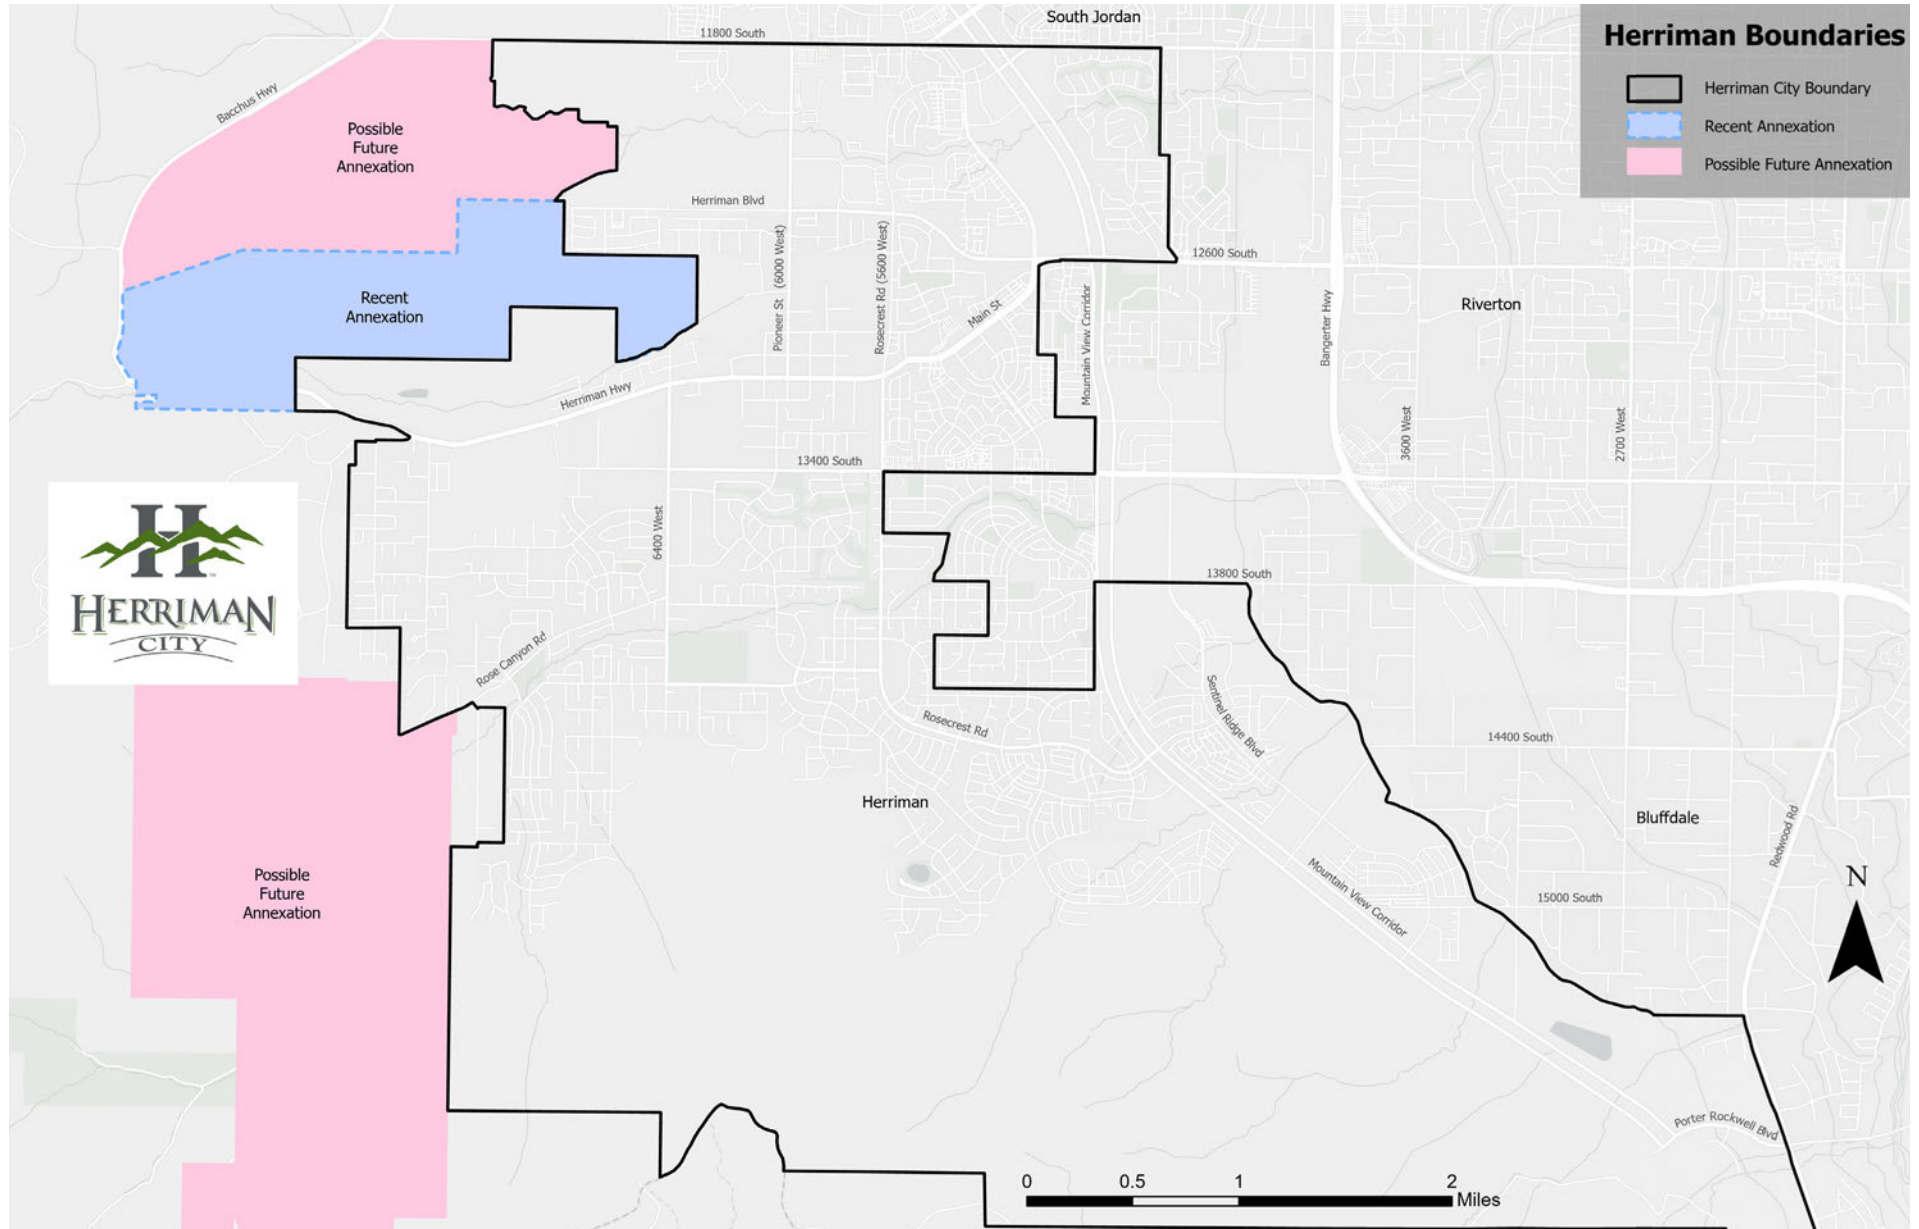 South Jordan
11800 South
Herriman Boundaries
Herriman City Boundary
Recent Annexation
Possible Future Annexation
Bacchus Hwy
Possible
Future
Annexation
Herriman Blvd
12600 South
Recent
Annexation
Pioneer St (6000 West)
Rosecrest Rd (5600 West)
Main St
Mountain View Corridor
Bangerter Hwy
Riverton
Herriman Hwy
3600 West
2700 West
13400 South
H
TM
HERRIMAN
CITY
6400 West
13800 South
Rose Canyon Rd
Rosecrest Rd
Sentinel Ridge Blvd
14400 South
Herriman
Bluffdale
Redwood Rd
Possible
Future
Annexation
Mountain View Corridor
15000 South
N
Porter Rockwell Blvd
0 0.5 1 2
Miles